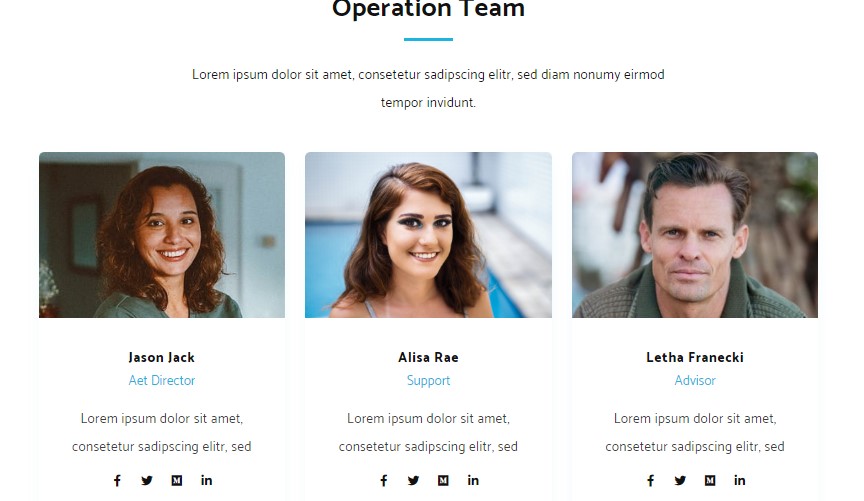 Operation Team
Lorem ipsum dolor sit amet, consetetur sadipscing elitr, sed diam nonumy eirmod
tempor invidunt.
Jason Jack
Aet Director
Lorem ipsum dolor sit amet,
consetetur sadipscing elitr, sed
Alisa Rae
Support
Lorem ipsum dolor sit amet,
consetetur sadipscing elitr, sed
Letha Franecki
Advisor
Lorem ipsum dolor sit amet,
consetetur sadipscing elitr, sed